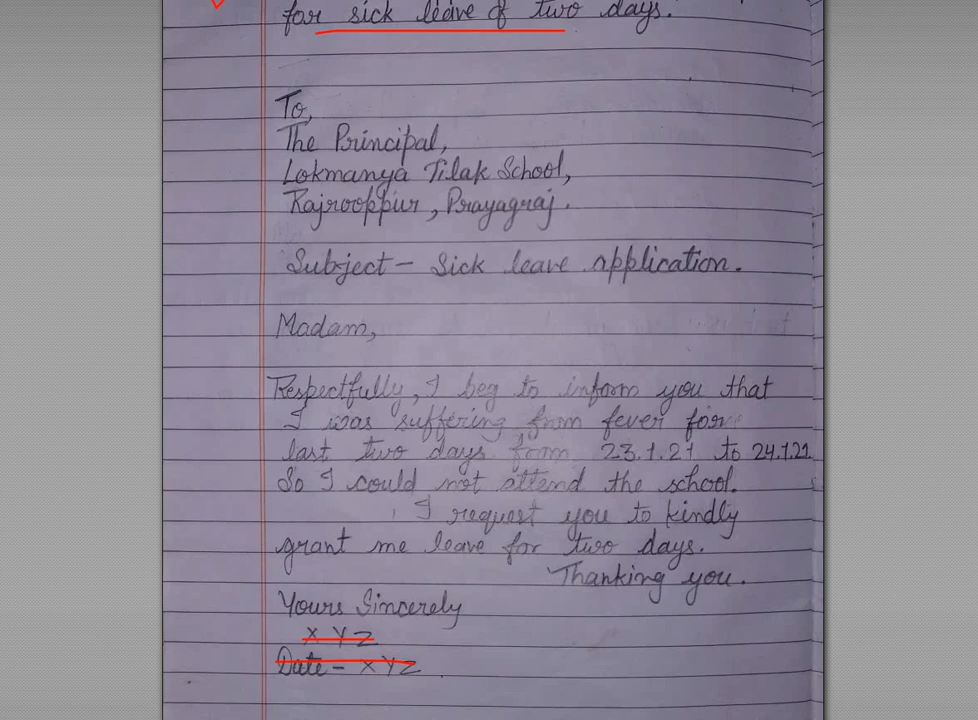 for sick leave of two days.
To,
The Principal,
Lokmanya Tilak School,
Rajrooppur, Prayagraj.
Subject - Sick leave application.
Madam,
Respectfully, I beg to inform you that
I was suffering from fever for
last two days from 23.1.21 to 24.1.21.
So I could not attend the school.
I request you to kindly
grant me leave for two days.
Thanking you.
Yours Sincerely
X Y Z
Date - X Y Z